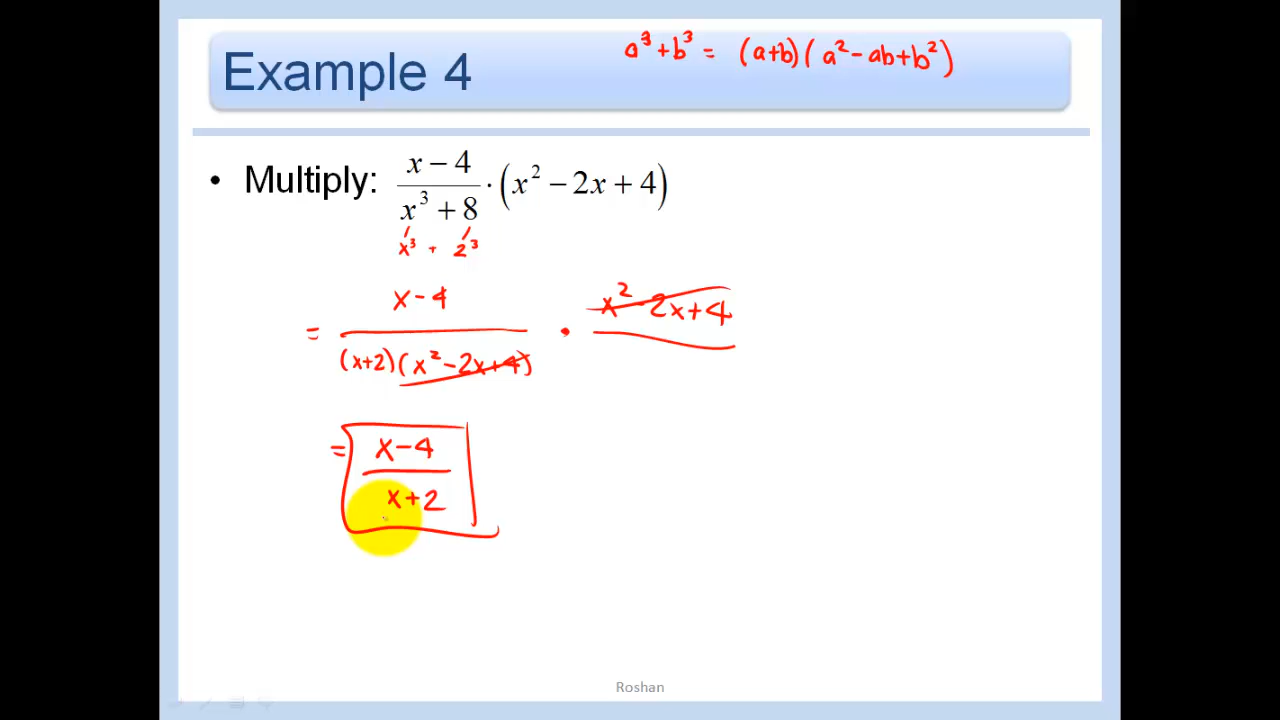 a³ + b³ = (a+b)(a² - ab + b²)
Example 4
• Multiply: (x − 4)/(x³ + 8) · (x² − 2x + 4)
x³ + 2³
= (x-4)/((x+2)(x²-2x+4)) · x²-2x+4
= (x-4)/(x+2)
Roshan